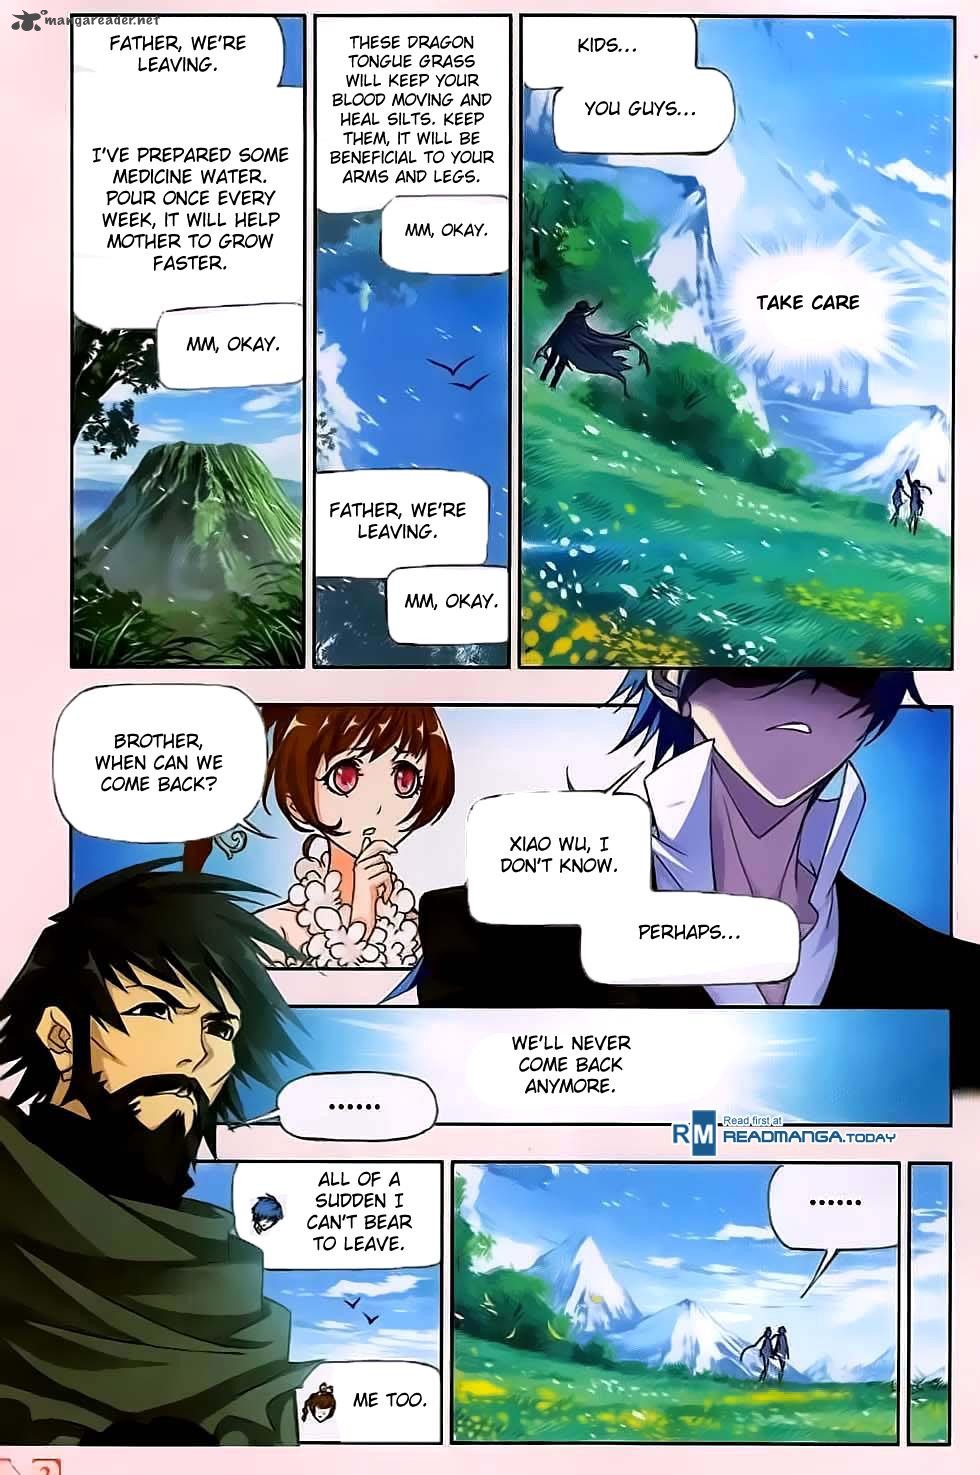 mangareader.net
FATHER, WE'RE
LEAVING.
I'VE PREPARED SOME
MEDICINE WATER.
POUR ONCE EVERY
WEEK, IT WILL HELP
MOTHER TO GROW
FASTER.
MM, OKAY.
THESE DRAGON
TONGUE GRASS
WILL KEEP YOUR
BLOOD MOVING AND
HEAL SILTS. KEEP
THEM, IT WILL BE
BENEFICIAL TO YOUR
ARMS AND LEGS.
MM, OKAY.
FATHER, WE'RE
LEAVING.
MM, OKAY.
KIDS...
YOU GUYS...
TAKE CARE
BROTHER,
WHEN CAN WE
COME BACK?
XIAO WU, I
DON'T KNOW.
PERHAPS...
WE'LL NEVER
COME BACK
ANYMORE.
......
RM
Read first at
READMANGA.TODAY
ALL OF A
SUDDEN I
CAN'T BEAR
TO LEAVE.
ME TOO.
......